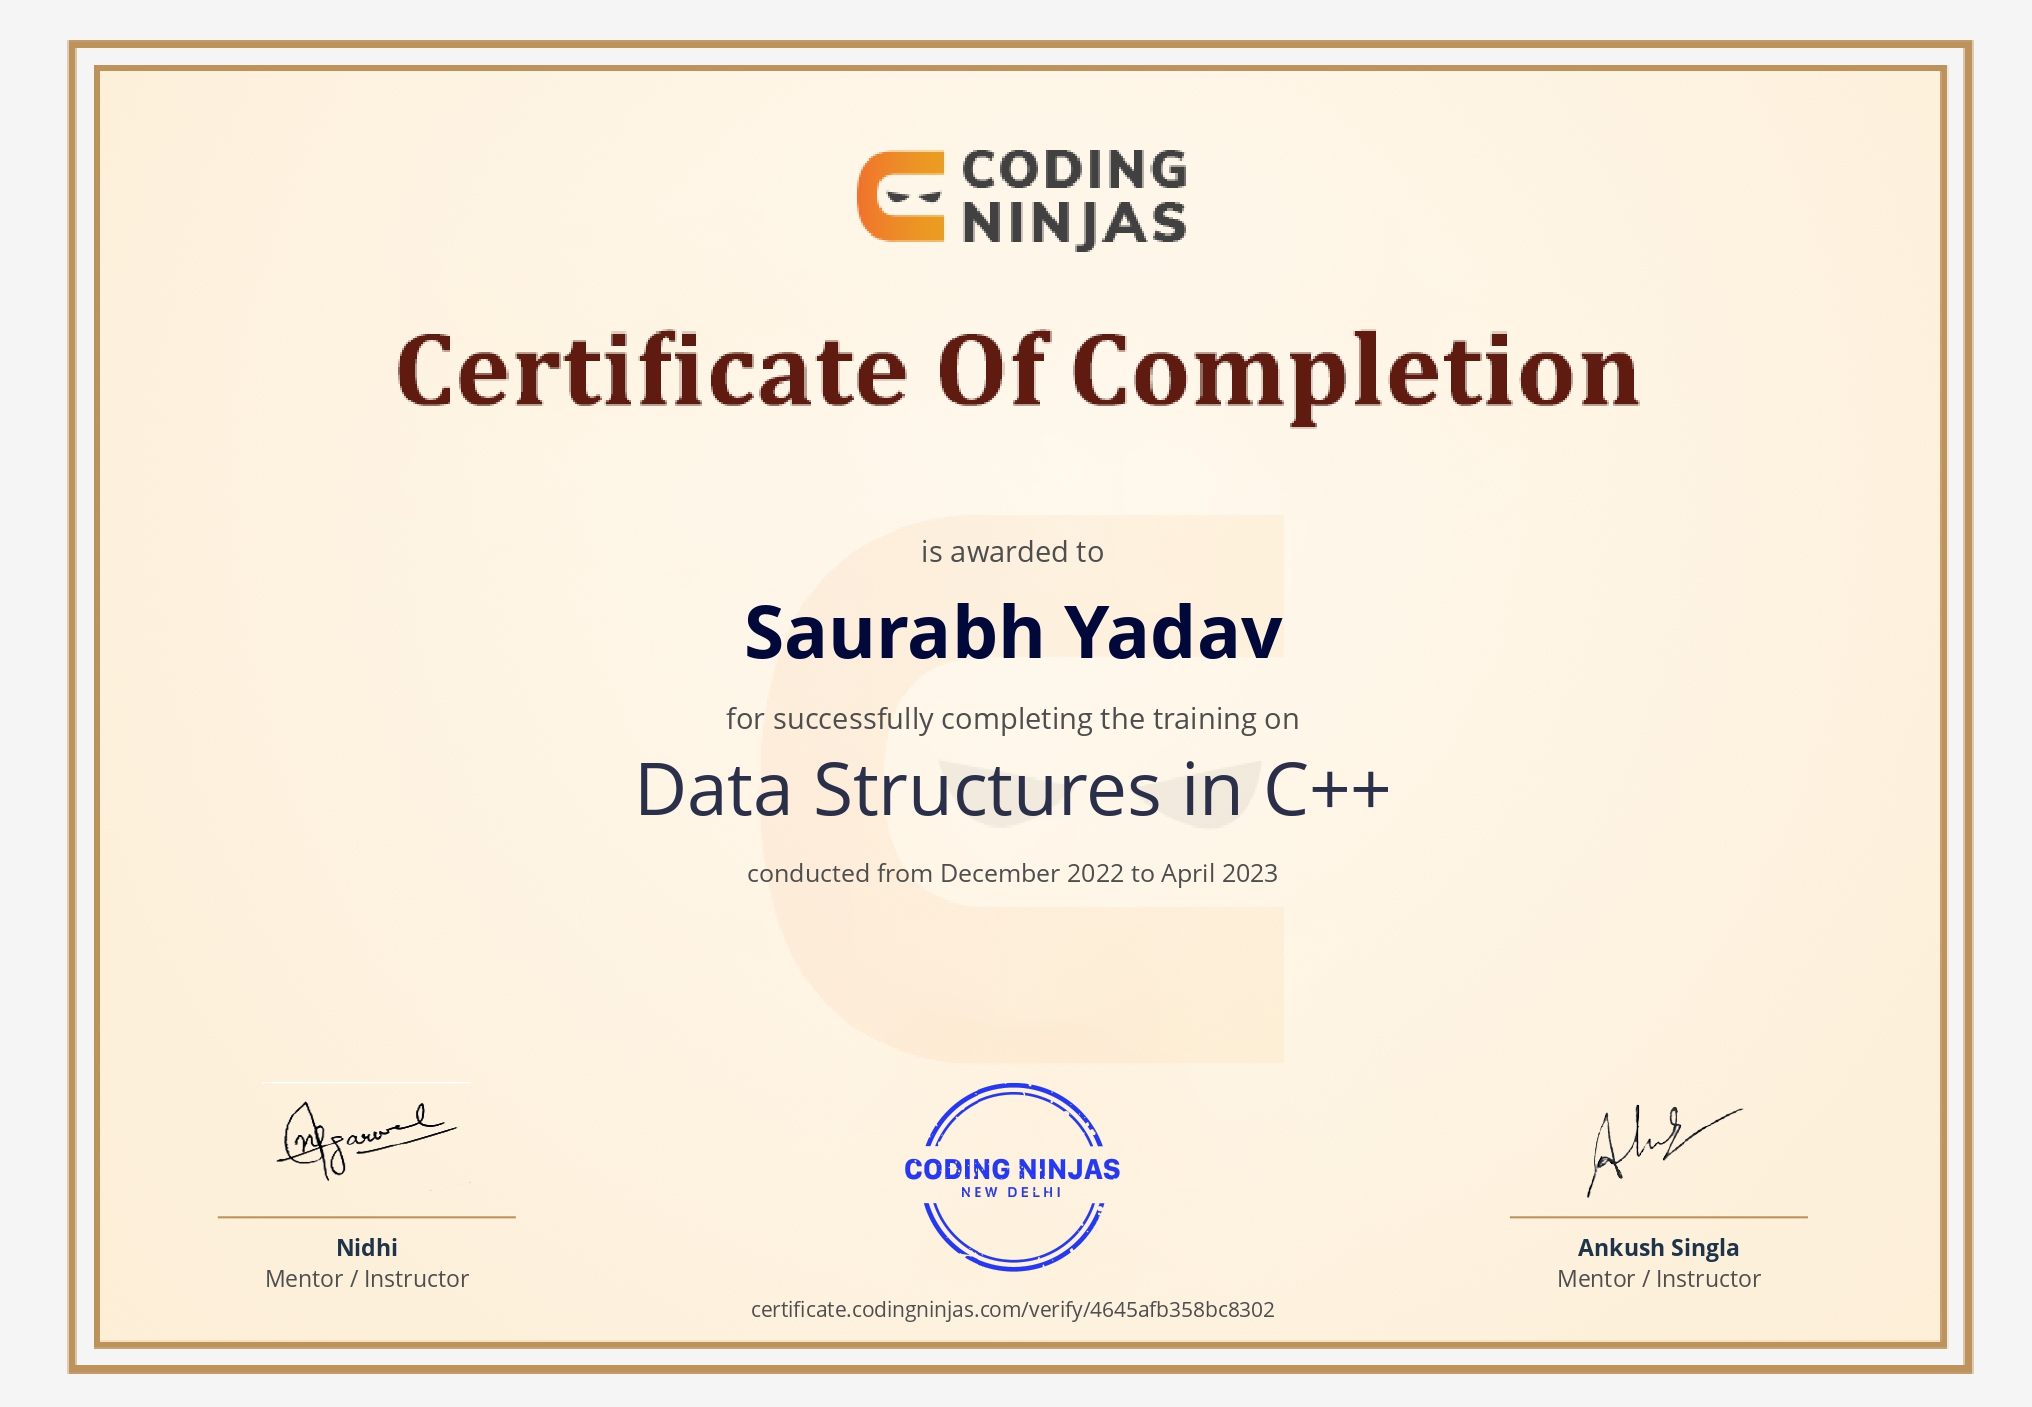 CODING
NINJAS
Certificate Of Completion
is awarded to
Saurabh Yadav
for successfully completing the training on
Data Structures in C++
conducted from December 2022 to April 2023
CODING NINJAS
NEW DELHI
Nidhi
Mentor / Instructor
Ankush Singla
Mentor / Instructor
certificate.codingninjas.com/verify/4645afb358bc8302